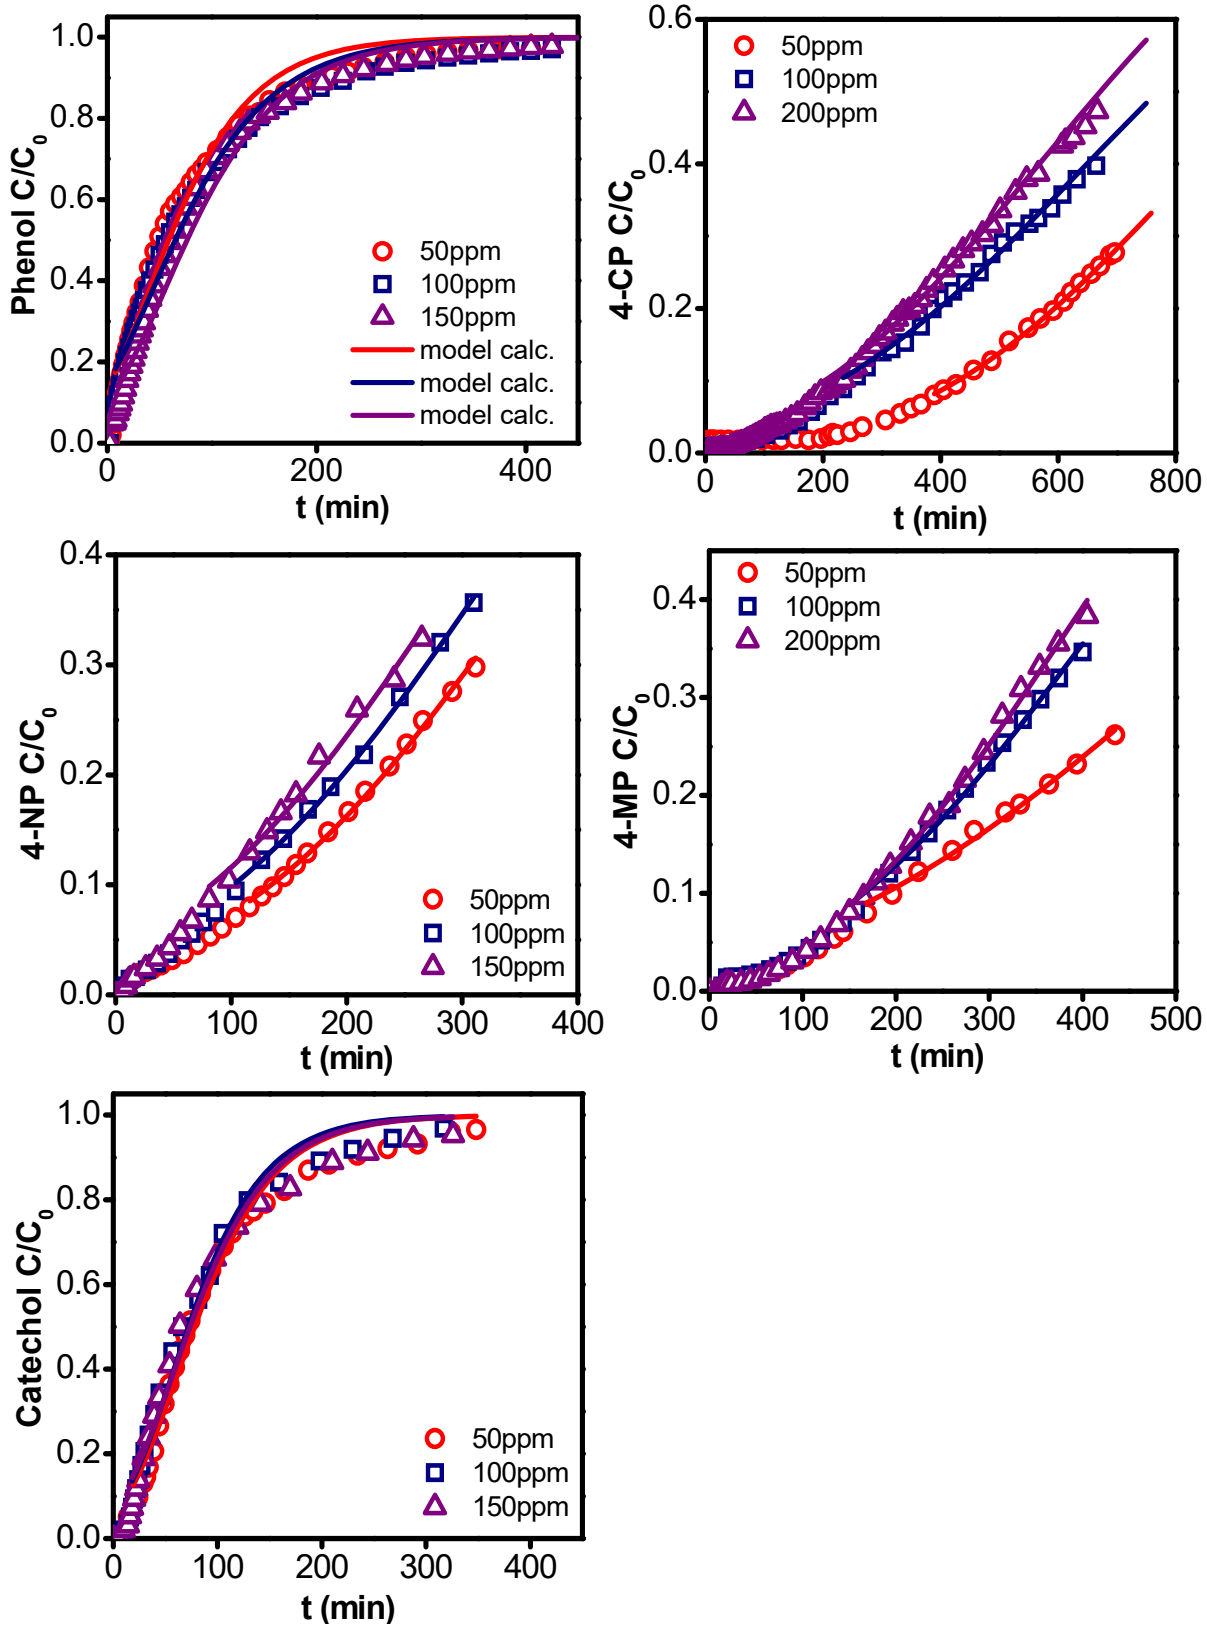 Phenol C/C0
1.0
0.8
0.6
0.4
0.2
0.0
50ppm
100ppm
150ppm
model calc.
model calc.
model calc.
0 200 400
t (min)
4-CP C/C0
0.6
0.4
0.2
0.0
50ppm
100ppm
200ppm
0 200 400 600 800
t (min)
4-NP C/C0
0.4
0.3
0.2
0.1
0.0
50ppm
100ppm
150ppm
0 100 200 300 400
t (min)
4-MP C/C0
0.4
0.3
0.2
0.1
0.0
50ppm
100ppm
200ppm
0 100 200 300 400 500
t (min)
Catechol C/C0
1.0
0.8
0.6
0.4
0.2
0.0
50ppm
100ppm
150ppm
0 100 200 300 400
t (min)